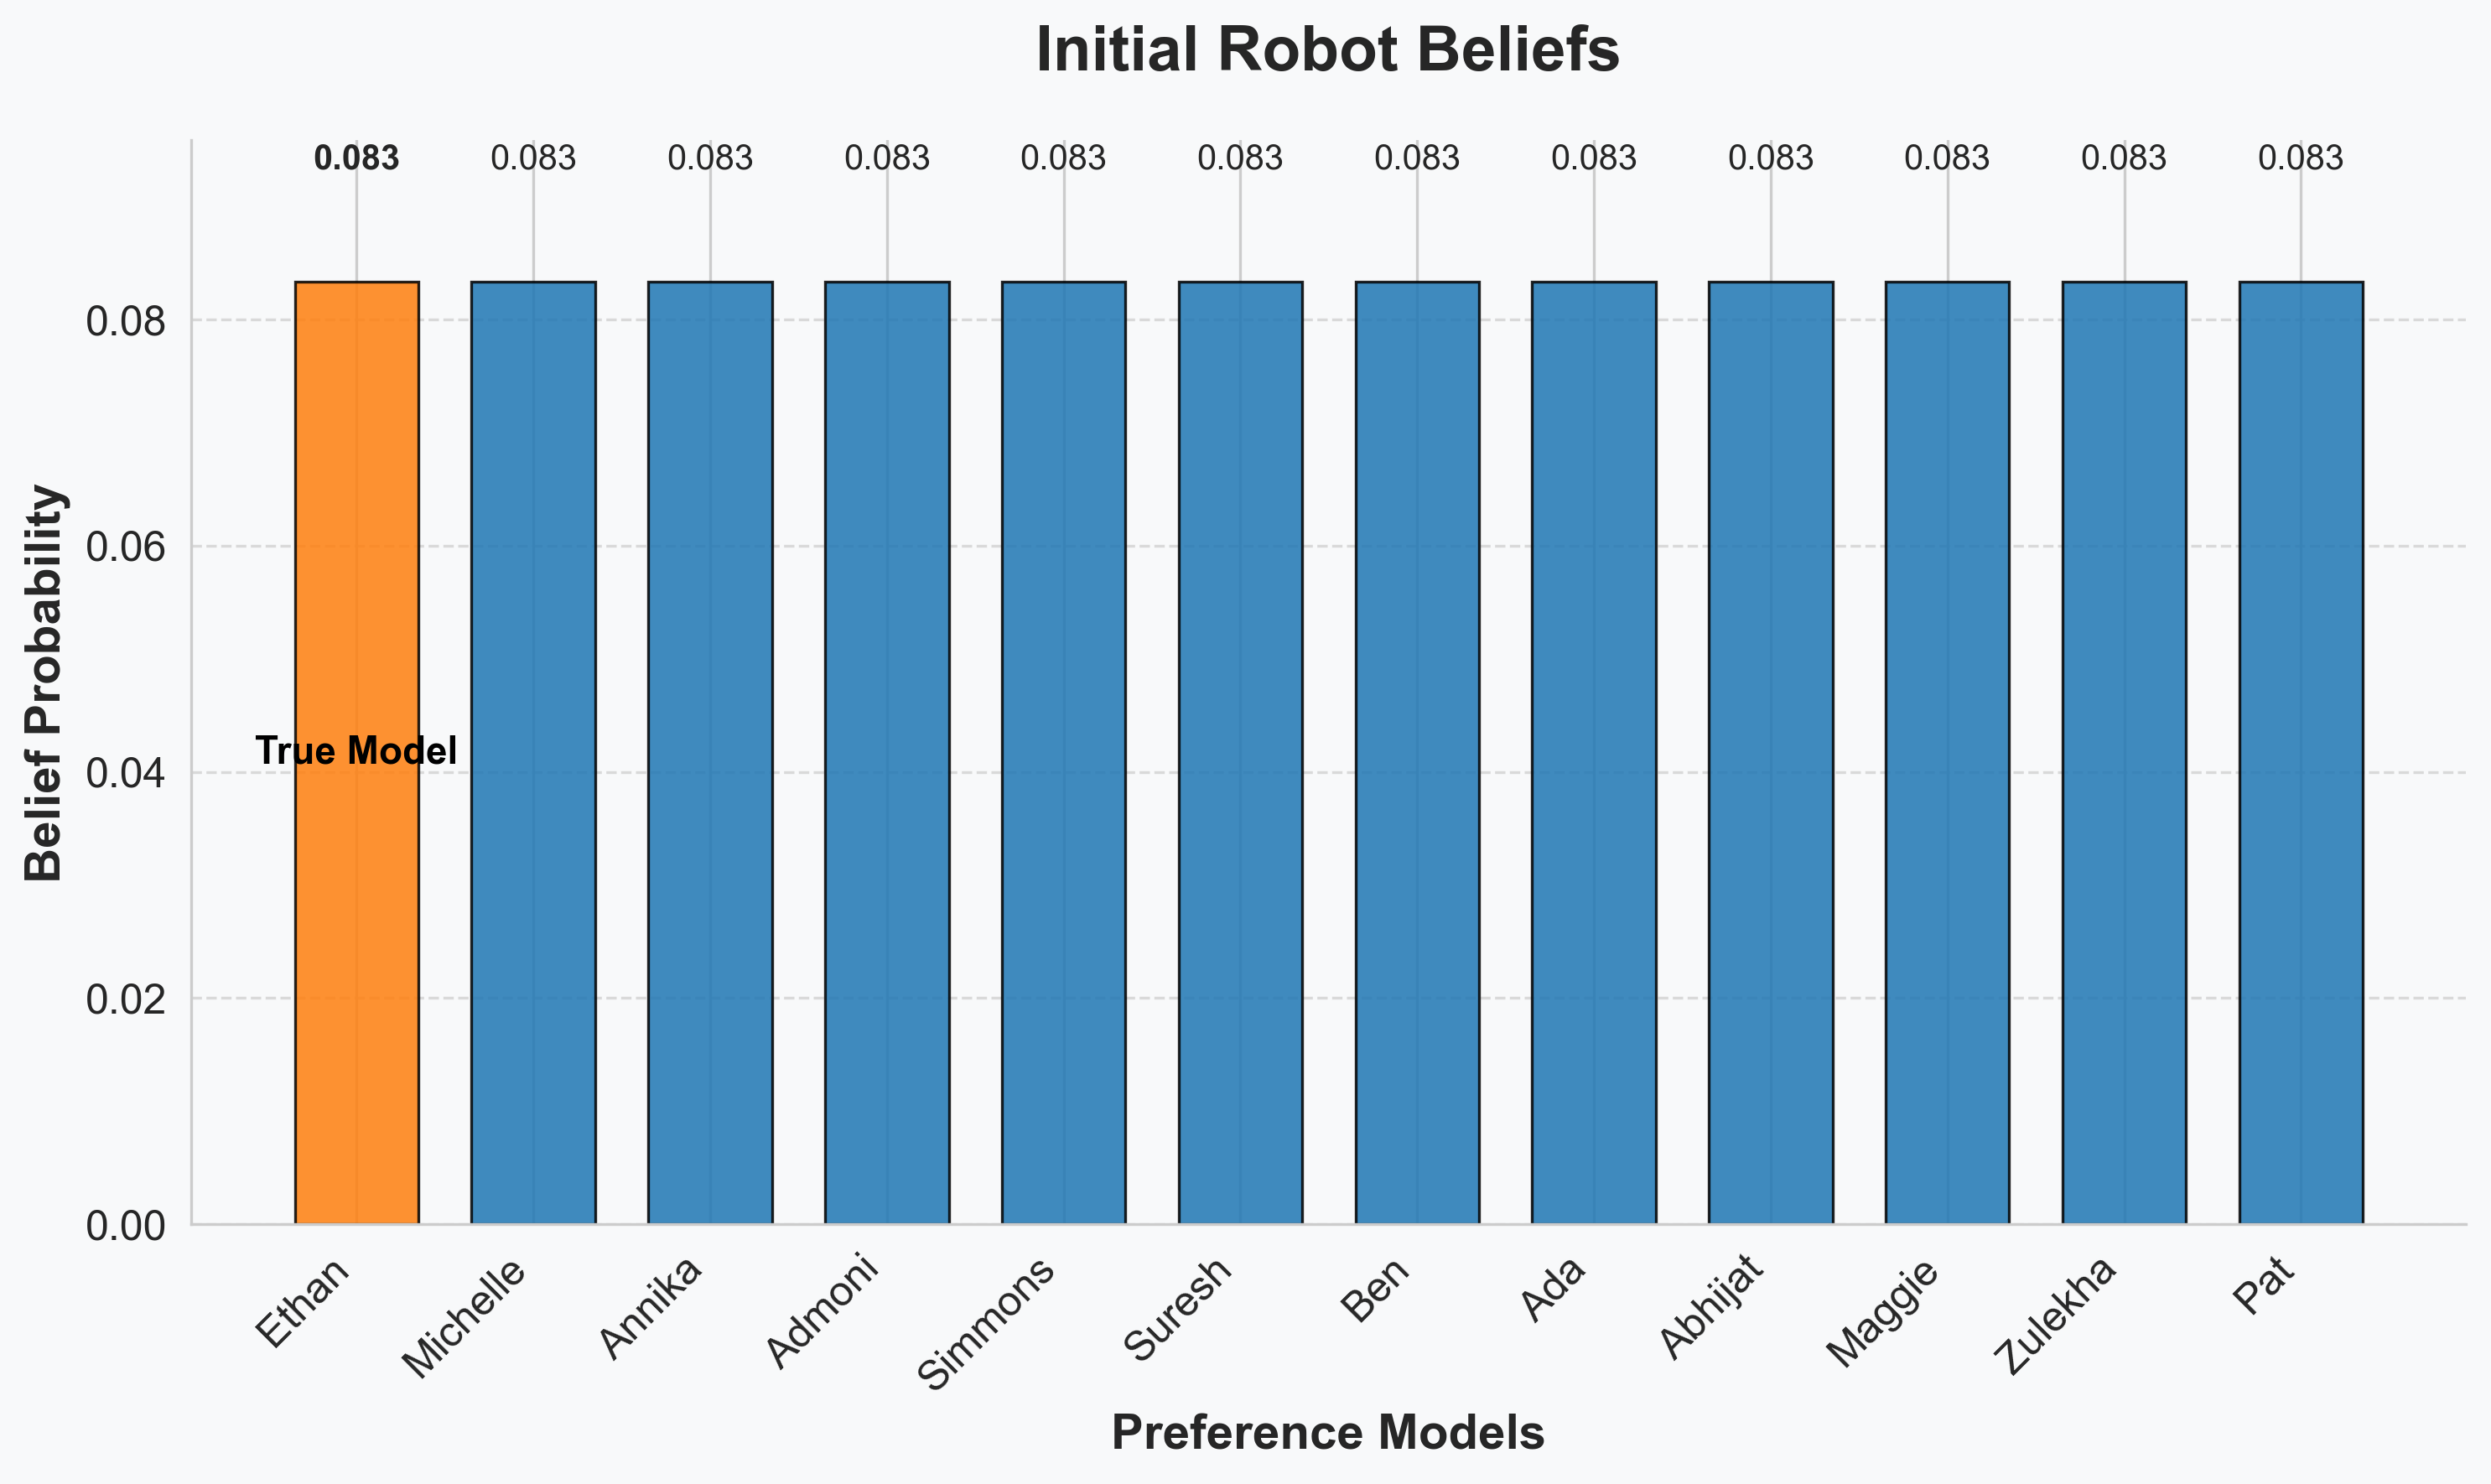 Initial Robot Beliefs
0.083 0.083 0.083 0.083 0.083 0.083 0.083 0.083 0.083 0.083 0.083 0.083
0.08
0.06
0.04
0.02
0.00
Belief Probability
True Model
Ethan Michelle Annika Admoni Simmons Suresh Ben Ada Abhijat Maggie Zulekha Pat
Preference Models